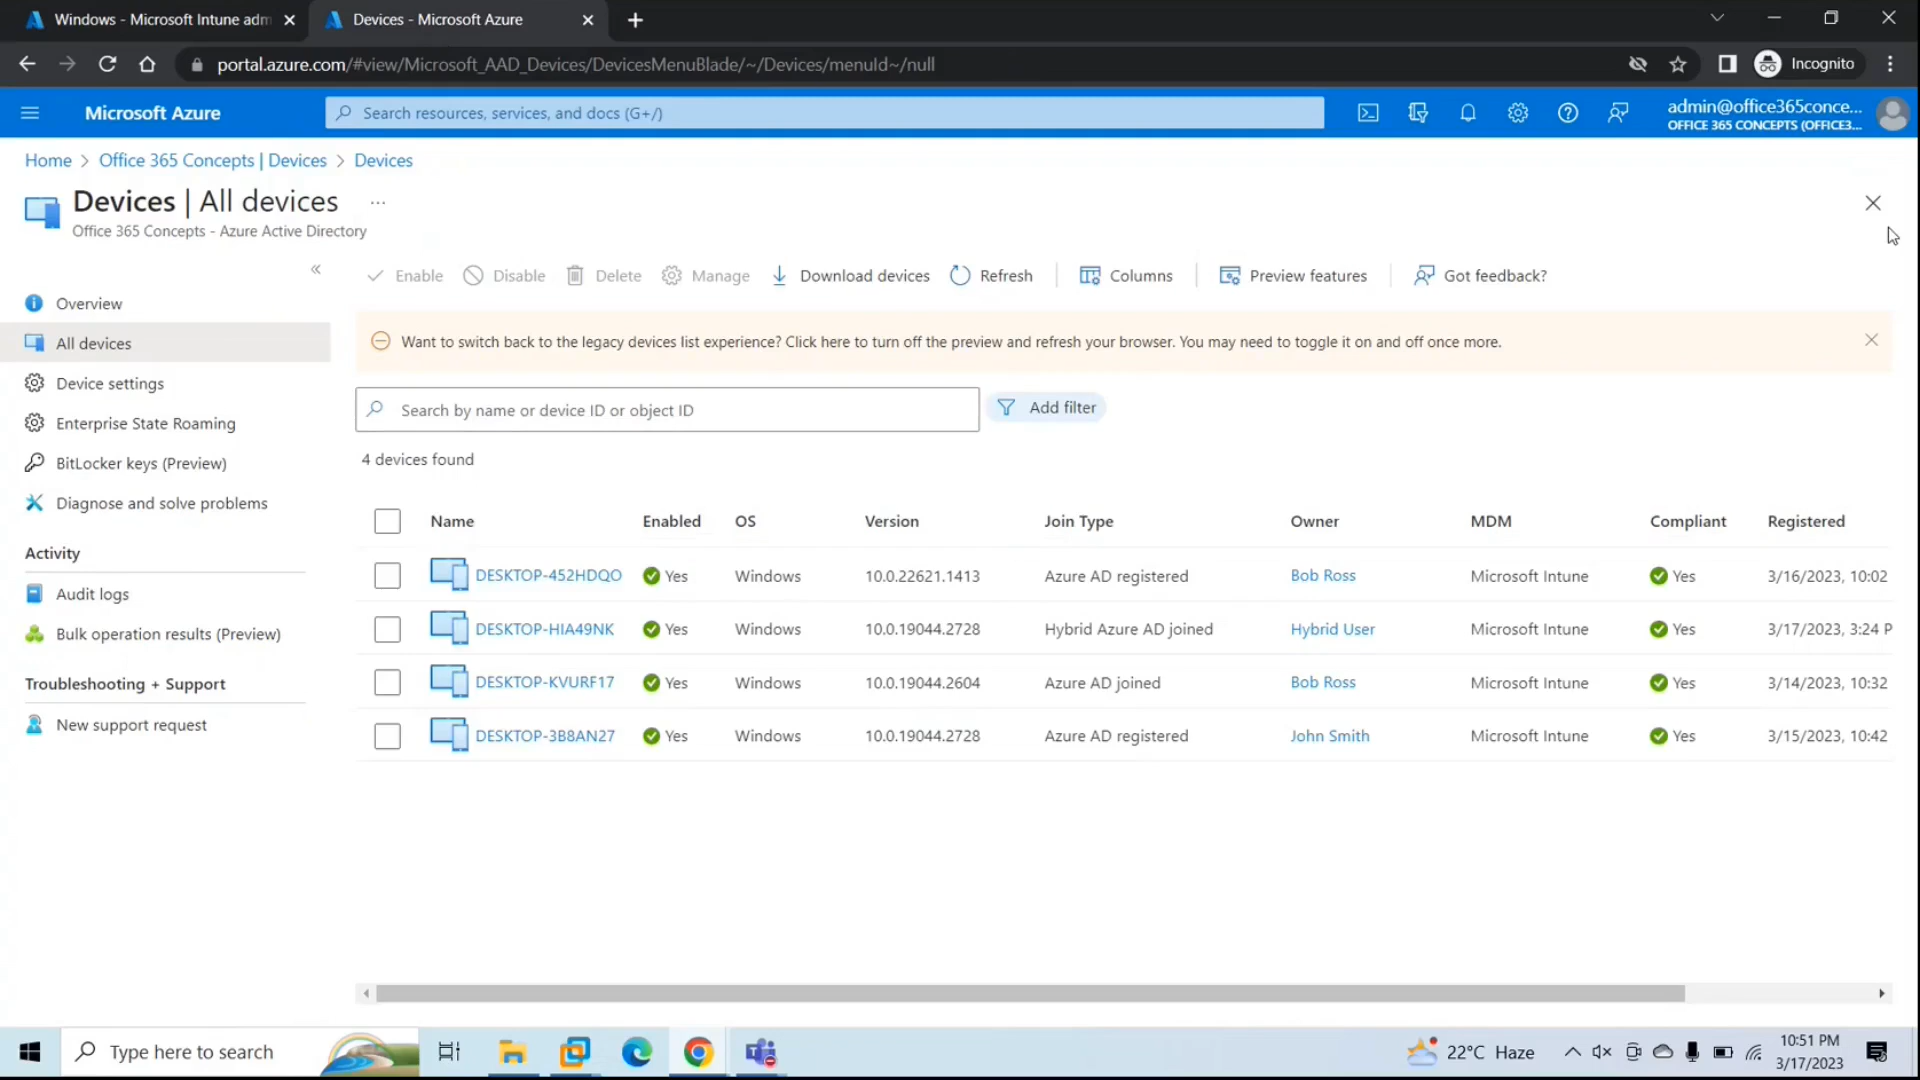 Windows - Microsoft Intune adm
Devices - Microsoft Azure
portal.azure.com/#view/Microsoft_AAD_Devices/DevicesMenuBlade/~/Devices/menuId~/null
Incognito
Microsoft Azure
Search resources, services, and docs (G+/)
admin@office365conce...
OFFICE 365 CONCEPTS (OFFICE3...
Home > Office 365 Concepts | Devices > Devices
Devices | All devices ...
Office 365 Concepts - Azure Active Directory
Enable Disable Delete Manage Download devices Refresh Columns Preview features Got feedback?
Overview
All devices
Device settings
Enterprise State Roaming
BitLocker keys (Preview)
Diagnose and solve problems
Activity
Audit logs
Bulk operation results (Preview)
Troubleshooting + Support
New support request
Want to switch back to the legacy devices list experience? Click here to turn off the preview and refresh your browser. You may need to toggle it on and off once more.
Search by name or device ID or object ID
Add filter
4 devices found
Name Enabled OS Version Join Type Owner MDM Compliant Registered
DESKTOP-452HDQO Yes Windows 10.0.22621.1413 Azure AD registered Bob Ross Microsoft Intune Yes 3/16/2023, 10:02
DESKTOP-HIA49NK Yes Windows 10.0.19044.2728 Hybrid Azure AD joined Hybrid User Microsoft Intune Yes 3/17/2023, 3:24 P
DESKTOP-KVURF17 Yes Windows 10.0.19044.2604 Azure AD joined Bob Ross Microsoft Intune Yes 3/14/2023, 10:32
DESKTOP-3B8AN27 Yes Windows 10.0.19044.2728 Azure AD registered John Smith Microsoft Intune Yes 3/15/2023, 10:42
Type here to search
22°C Haze
10:51 PM
3/17/2023